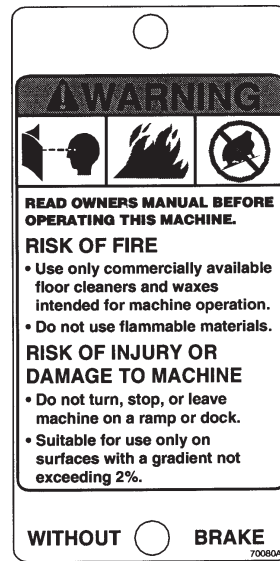 WARNING
READ OWNERS MANUAL BEFORE
OPERATING THIS MACHINE.
RISK OF FIRE
• Use only commercially available
floor cleaners and waxes
intended for machine operation.
• Do not use flammable materials.
RISK OF INJURY OR
DAMAGE TO MACHINE
• Do not turn, stop, or leave
machine on a ramp or dock.
• Suitable for use only on
surfaces with a gradient not
exceeding 2%.
WITHOUT BRAKE
70080A